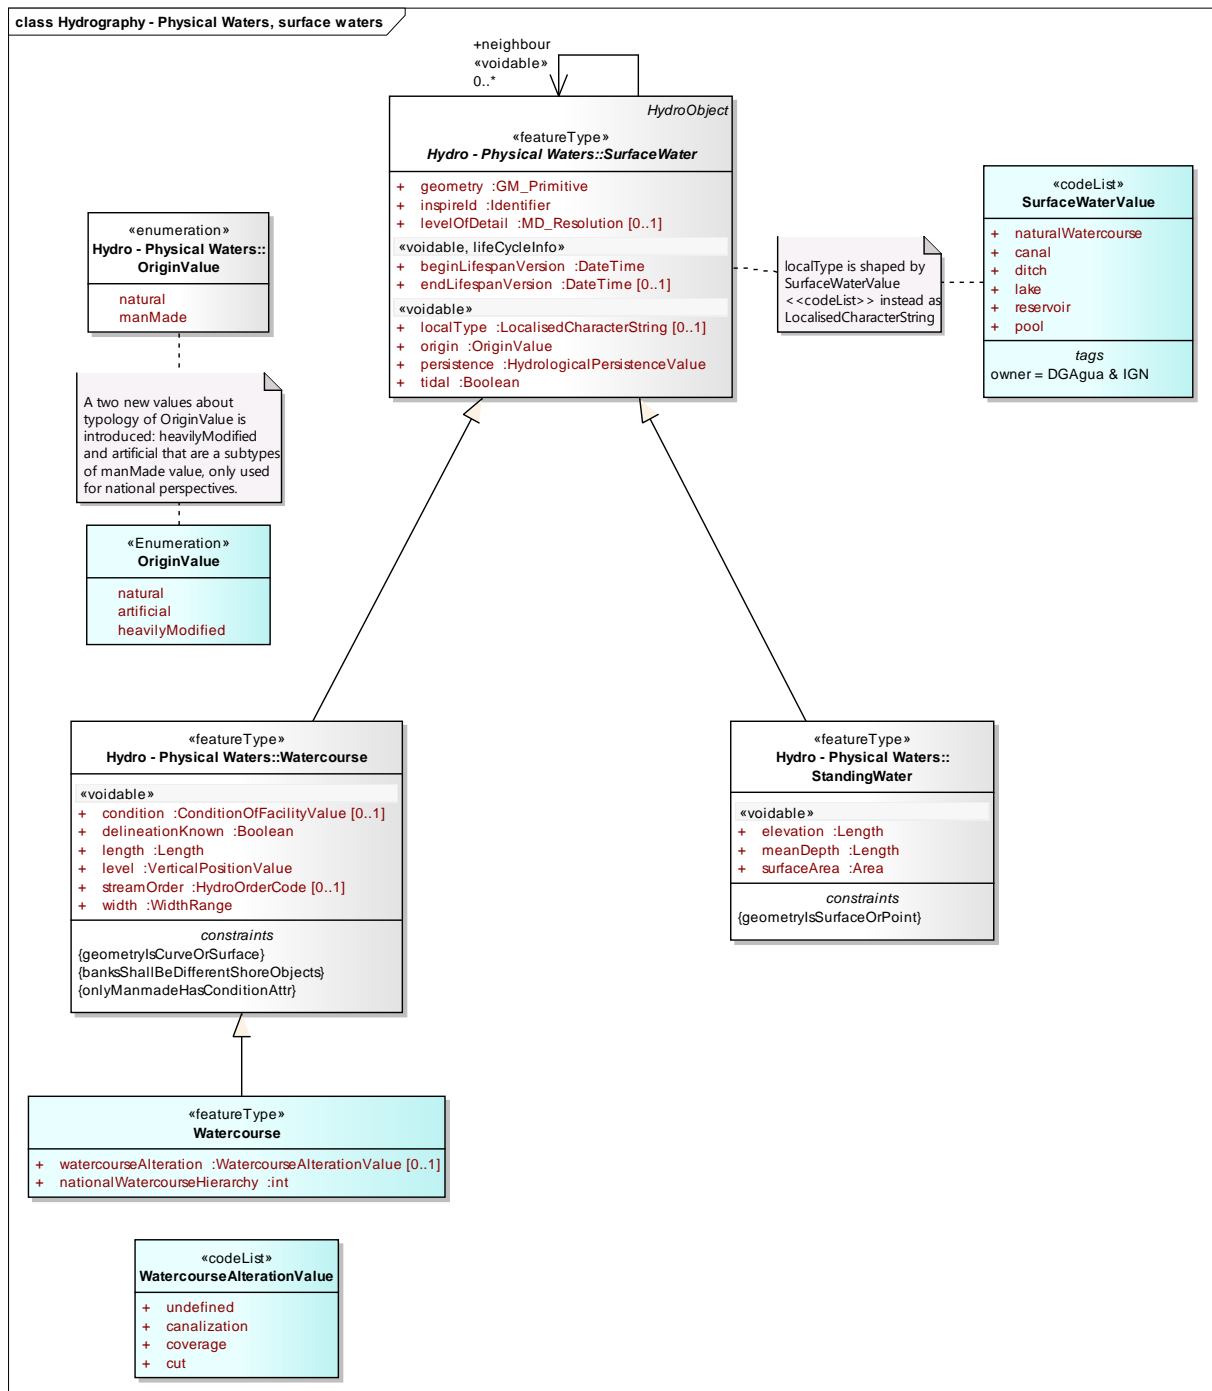 class Hydrography - Physical Waters, surface waters
+neighbour
«voidable»
0..*
HydroObject
«featureType»
Hydro - Physical Waters::SurfaceWater
+ geometry :GM_Primitive
+ inspireId :Identifier
+ levelOfDetail :MD_Resolution [0..1]
«voidable, lifeCycleInfo»
+ beginLifespanVersion :DateTime
+ endLifespanVersion :DateTime [0..1]
«voidable»
+ localType :LocalisedCharacterString [0..1]
+ origin :OriginValue
+ persistence :HydrologicalPersistenceValue
+ tidal :Boolean
localType is shaped by
SurfaceWaterValue
<<codeList>> instead as
LocalisedCharacterString
«codeList»
SurfaceWaterValue
+ naturalWatercourse
+ canal
+ ditch
+ lake
+ reservoir
+ pool
tags
owner = DGAgua & IGN
«enumeration»
Hydro - Physical Waters::
OriginValue
natural
manMade
A two new values about
typology of OriginValue is
introduced: heavilyModified
and artificial that are a subtypes
of manMade value, only used
for national perspectives.
«Enumeration»
OriginValue
natural
artificial
heavilyModified
«featureType»
Hydro - Physical Waters::Watercourse
«voidable»
+ condition :ConditionOfFacilityValue [0..1]
+ delineationKnown :Boolean
+ length :Length
+ level :VerticalPositionValue
+ streamOrder :HydroOrderCode [0..1]
+ width :WidthRange
constraints
{geometryIsCurveOrSurface}
{banksShallBeDifferentShoreObjects}
{onlyManmadeHasConditionAttr}
«featureType»
Hydro - Physical Waters::
StandingWater
«voidable»
+ elevation :Length
+ meanDepth :Length
+ surfaceArea :Area
constraints
{geometryIsSurfaceOrPoint}
«featureType»
Watercourse
+ watercourseAlteration :WatercourseAlterationValue [0..1]
+ nationalWatercourseHierarchy :int
«codeList»
WatercourseAlterationValue
+ undefined
+ canalization
+ coverage
+ cut